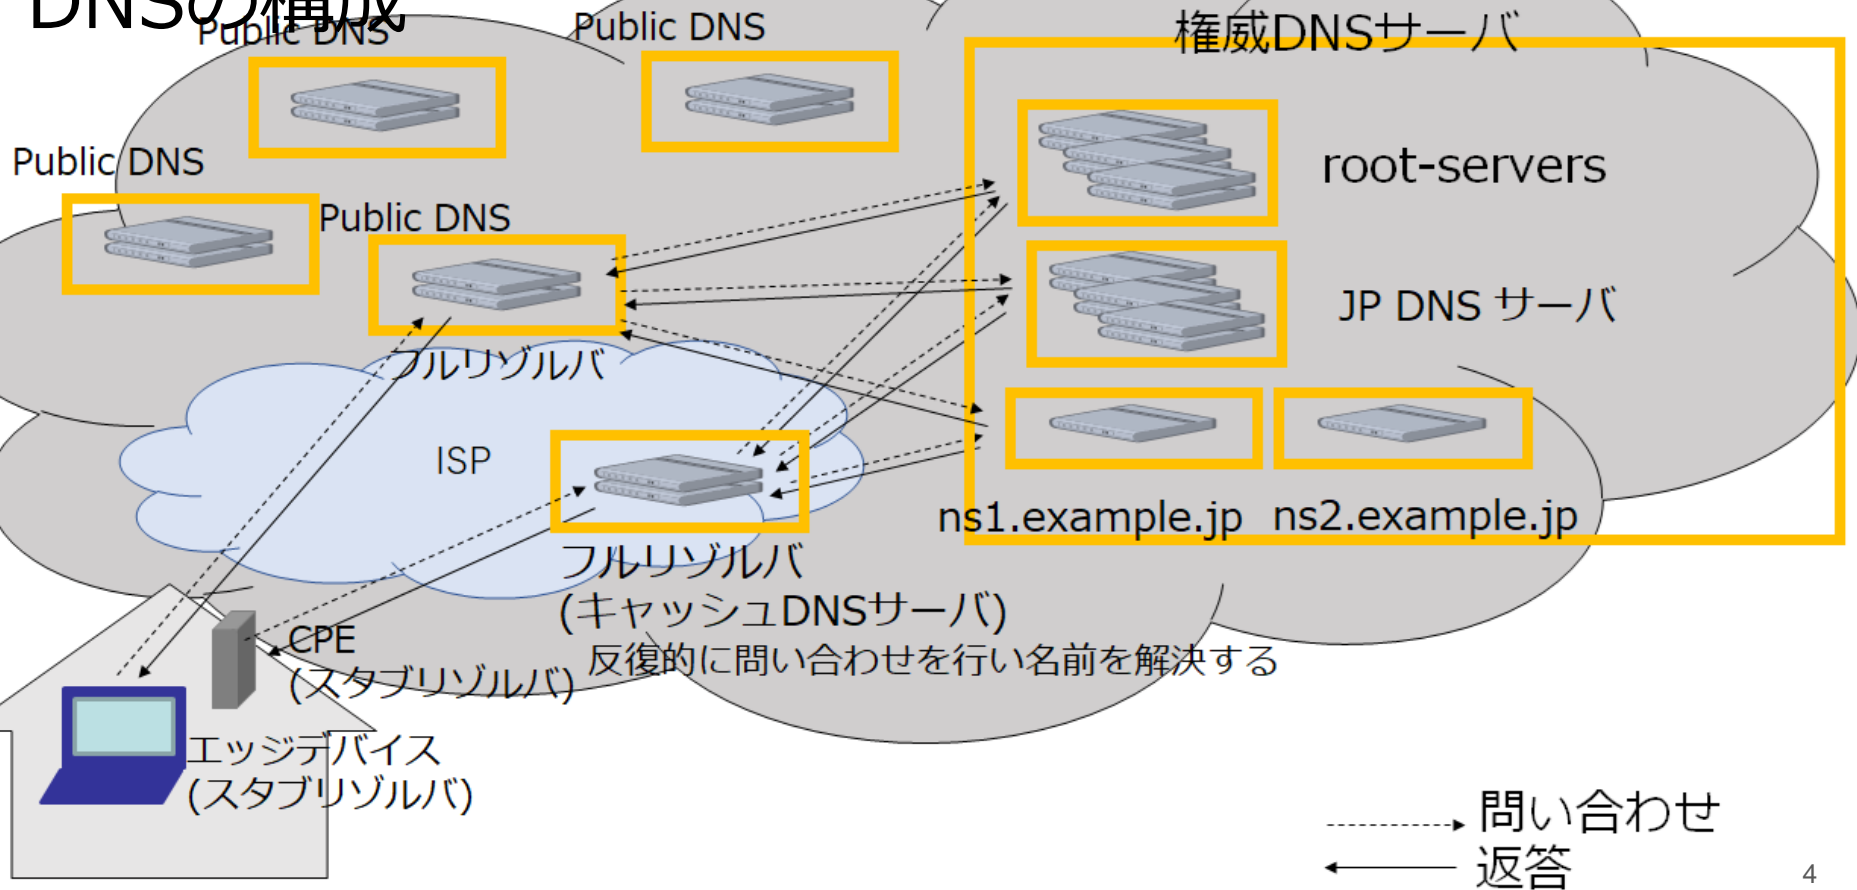 DNSの構成
Public DNS
Public DNS
権威DNSサーバ
Public DNS
root-servers
Public DNS
JP DNS サーバ
フルリゾルバ
ISP
ns1.example.jp
ns2.example.jp
フルリゾルバ
(キャッシュDNSサーバ)
反復的に問い合わせを行い名前を解決する
CPE
(スタブリゾルバ)
エッジデバイス
(スタブリゾルバ)
問い合わせ
返答
4